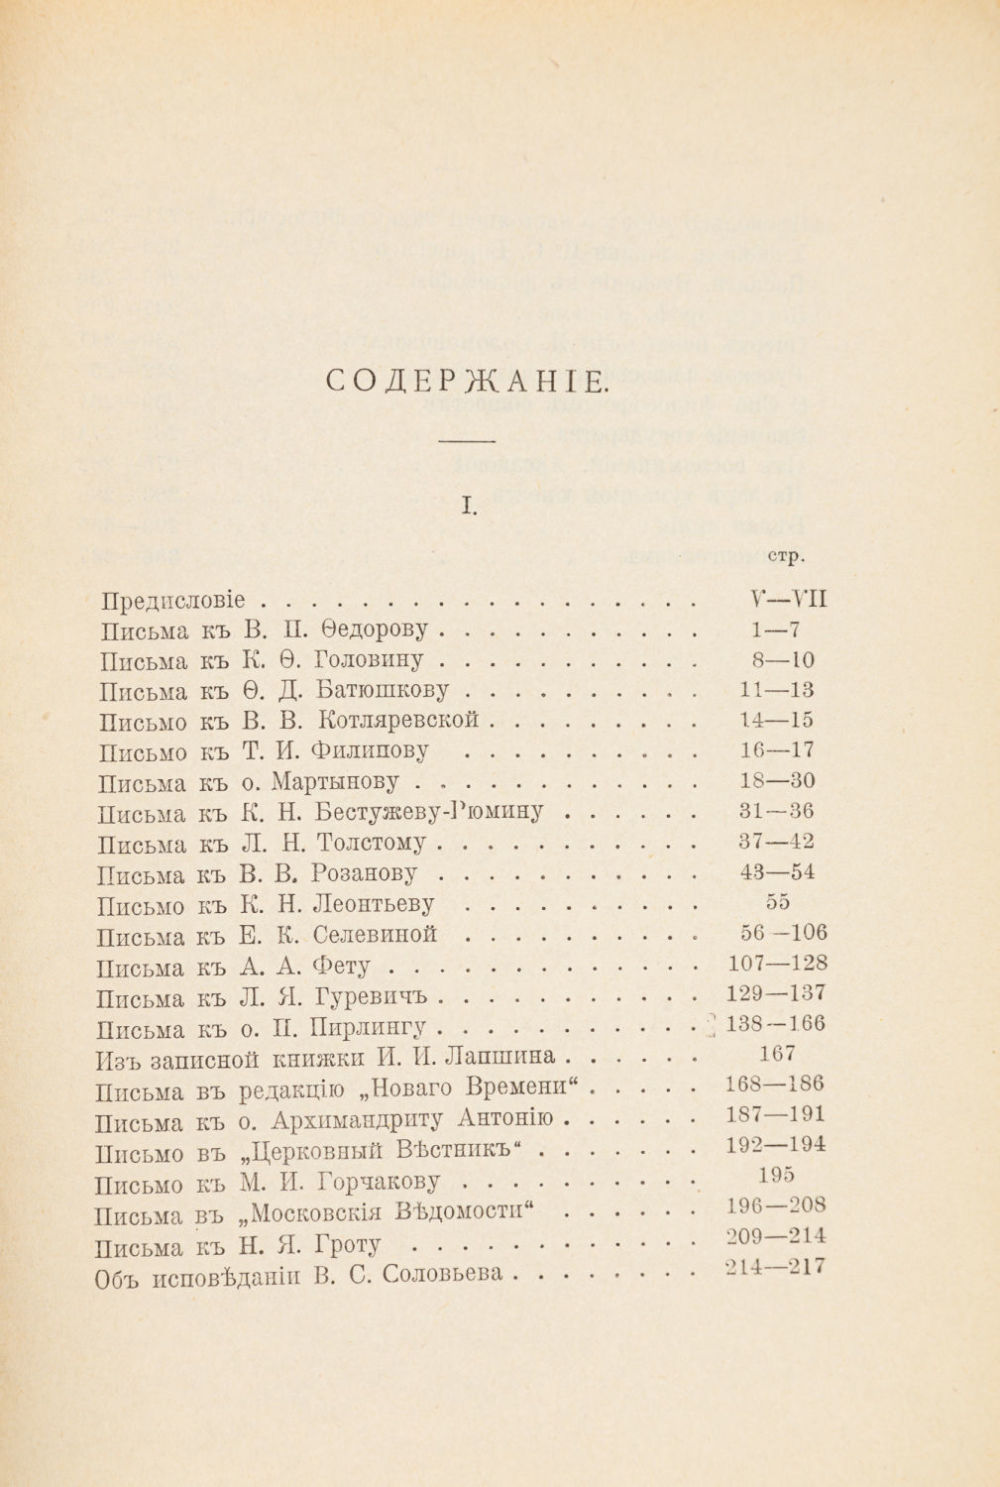 СОДЕРЖАНІЕ.
I.
стр.
Предисловіе . . . . . . . . . . . . . . . . . V—VII
Письма къ В. П. Ѳедорову . . . . . . . . . . . 1—7
Письма къ К. Ѳ. Головину . . . . . . . . . . . 8—10
Письма къ Ѳ. Д. Батюшкову . . . . . . . . . . 11—13
Письмо къ В. В. Котляревской . . . . . . . . . 14—15
Письмо къ Т. И. Филипову . . . . . . . . . . 16—17
Письма къ о. Мартынову . . . . . . . . . . . . 18—30
Письма къ К. Н. Бестужеву-Рюмину . . . . . . 31—36
Письма къ Л. Н. Толстому . . . . . . . . . . . 37—42
Письма къ В. В. Розанову . . . . . . . . . . . 43—54
Письмо къ К. Н. Леонтьеву . . . . . . . . . . 55
Письма къ Е. К. Селевиной . . . . . . . . . . 56—106
Письма къ А. А. Фету . . . . . . . . . . . . . 107—128
Письма къ Л. Я. Гуревичъ . . . . . . . . . . . 129—137
Письма къ о. П. Пирлингу . . . . . . . . . . . 138—166
Изъ записной книжки И. И. Лапшина . . . . . . 167
Письма въ редакцію „Новаго Времени“ . . . . . 168—186
Письма къ о. Архимандриту Антонію . . . . . . 187—191
Письмо въ „Церковный Вѣстникъ“ . . . . . . . 192—194
Письмо къ М. И. Горчакову . . . . . . . . . . 195
Письма въ „Московскія Вѣдомости“ . . . . . . 196—208
Письма къ Н. Я. Гроту . . . . . . . . . . . . 209—214
Объ исповѣданіи В. С. Соловьева . . . . . . . . 214—217